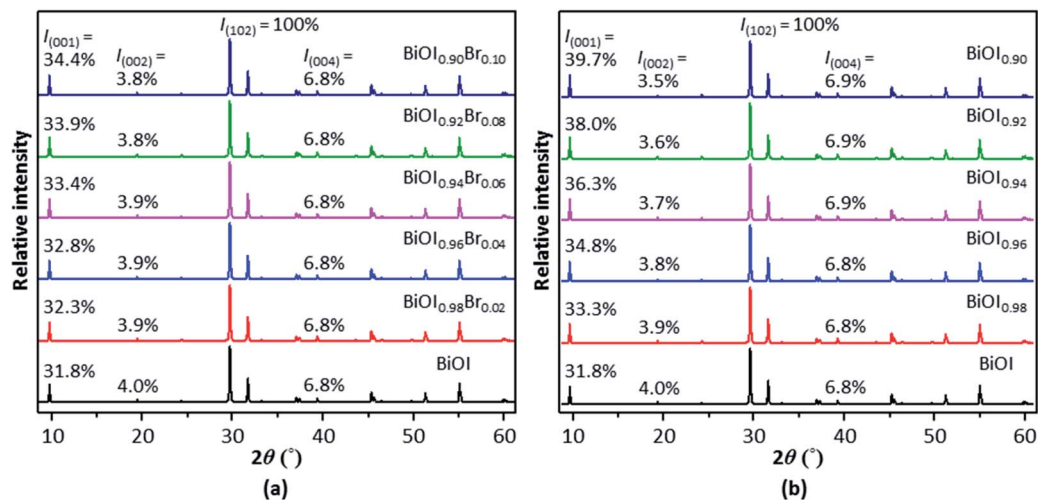 Relative intensity
I(001) =
34.4%
I(002) =
3.8%
I(102) = 100%
I(004) =
6.8%
BiOI0.90Br0.10
33.9%
3.8%
6.8%
BiOI0.92Br0.08
33.4%
3.9%
6.8%
BiOI0.94Br0.06
32.8%
3.9%
6.8%
BiOI0.96Br0.04
32.3%
3.9%
6.8%
BiOI0.98Br0.02
31.8%
4.0%
6.8%
BiOI
10 20 30 40 50 60
2θ (°)
(a)
Relative intensity
I(001) =
39.7%
I(002) =
3.5%
I(102) = 100%
I(004) =
6.9%
BiOI0.90
38.0%
3.6%
6.9%
BiOI0.92
36.3%
3.7%
6.9%
BiOI0.94
34.8%
3.8%
6.8%
BiOI0.96
33.3%
3.9%
6.8%
BiOI0.98
31.8%
4.0%
6.8%
BiOI
10 20 30 40 50 60
2θ (°)
(b)